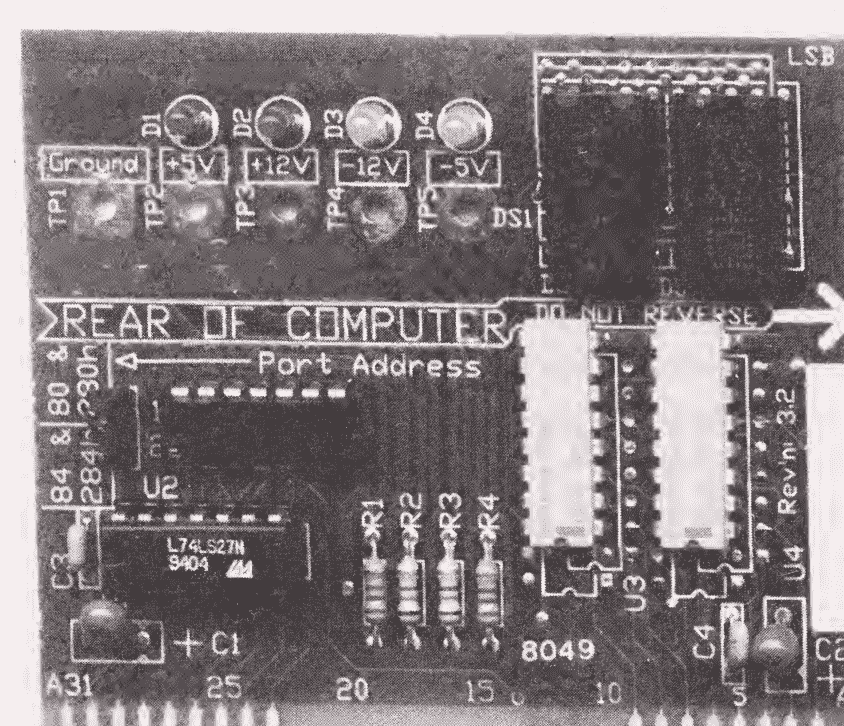 LSB
D1 D2 D3 D4
Ground +5V +12V -12V -5V
TP1 TP2 TP3 TP4 TP5
DS1
REAR OF COMPUTER
DO NOT REVERSE
Port Address
80 &
84 &
284h
U2
L74LS27N
9404
R1 R2 R3 R4
Rev'n 3.2
C3
U3
U4
+ C1
8049
C4
C2
+
A31 25 20 15 10 5